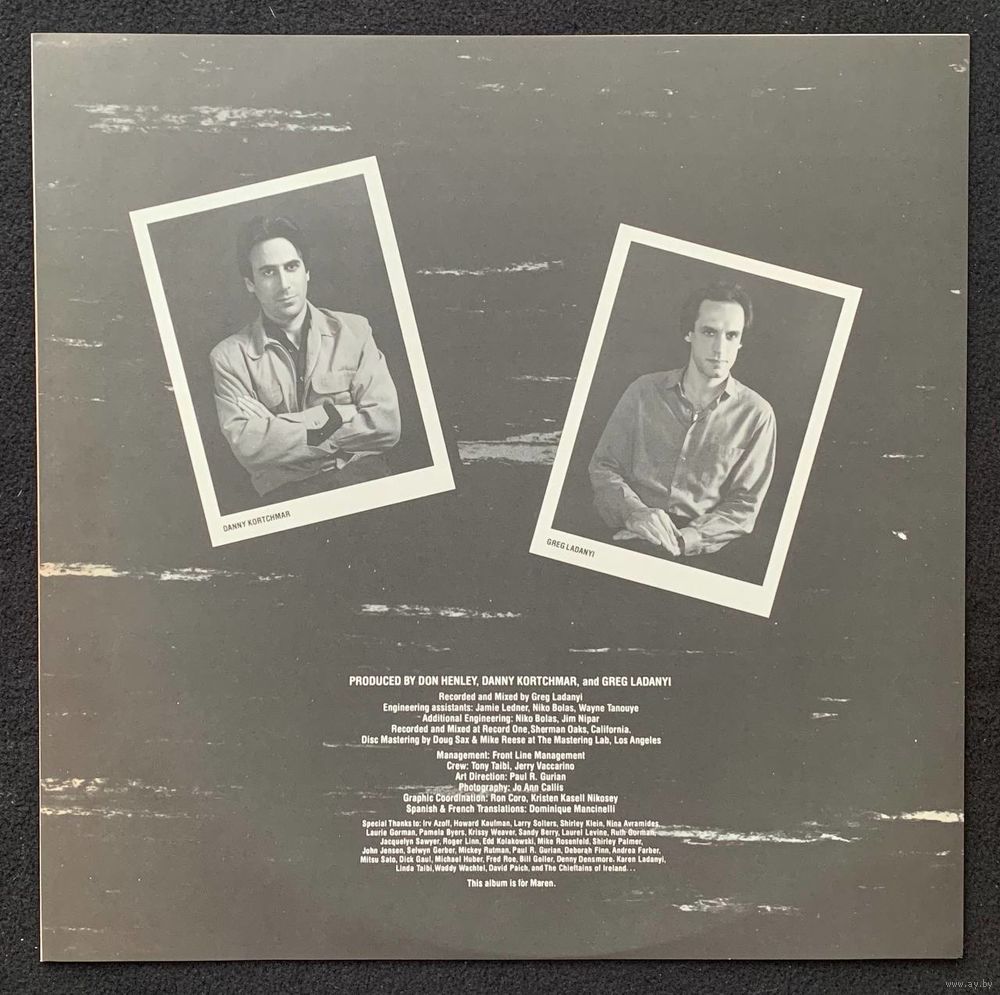 DANNY KORTCHMAR
GREG LADANYI
PRODUCED BY DON HENLEY, DANNY KORTCHMAR, and GREG LADANYI
Recorded and Mixed by Greg Ladanyi
Engineering assistants: Jamie Ledner, Niko Bolas, Wayne Tanouye
Additional Engineering: Niko Bolas, Jim Nipar
Recorded and Mixed at Record One,Sherman Oaks, California.
Disc Mastering by Doug Sax & Mike Reese at The Mastering Lab, Los Angeles
Management: Front Line Management
Crew: Tony Taibi, Jerry Vaccarino
Art Direction: Paul R. Gurian
Photography: Jo Ann Callis
Graphic Coordination: Ron Coro, Kristen Kasell Nikosey
Spanish & French Translations: Dominique Mancinelli
Special Thanks to: Irv Azoff, Howard Kaufman, Larry Solters, Shirley Klein, Nina Avramides,
Laurie Gorman, Pamela Byers, Krissy Weaver, Sandy Berry, Laurel Levine, Ruth Gorman,
Jacquelyn Sawyer, Roger Linn, Edd Kolakowski, Mike Rosenfeld, Shirley Palmer,
John Jensen, Selwyn Gerber, Mickey Rutman, Paul R. Gurian, Deborah Finn, Andrea Farber,
Mitsu Sato, Dick Gaul, Michael Huber, Fred Roe, Bill Goller, Denny Densmore. Karen Ladanyi,
Linda Taibi,Waddy Wachtel, David Paich, and The Chieftains of Ireland...
This album is for Maren.
www.ay.by